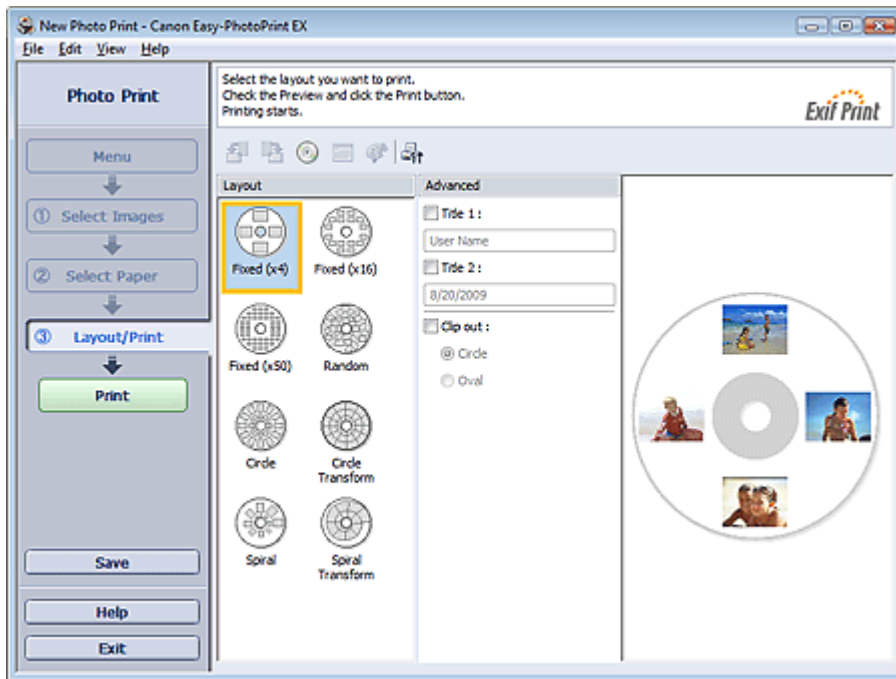 New Photo Print - Canon Easy-PhotoPrint EX
File Edit View Help
Photo Print
Menu
① Select Images
② Select Paper
③ Layout/Print
Print
Save
Help
Exit
Select the layout you want to print.
Check the Preview and click the Print button.
Printing starts.
Exif Print
Layout
Fixed (x4)
Fixed (x16)
Fixed (x50)
Random
Circle
Circle
Transform
Spiral
Spiral
Transform
Advanced
Title 1 :
User Name
Title 2 :
8/20/2009
Clip out :
Circle
Oval